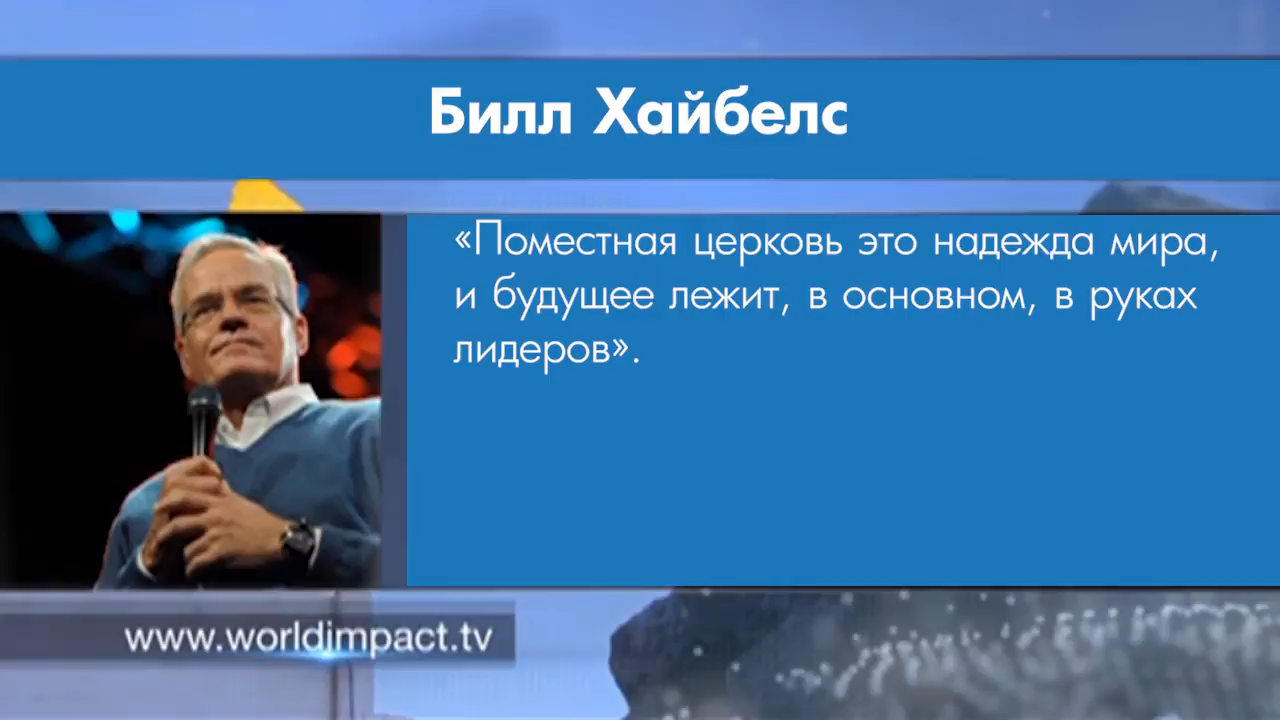 Билл Хайбелс
«Поместная церковь это надежда мира,
и будущее лежит, в основном, в руках
лидеров».
www.worldimpact.tv